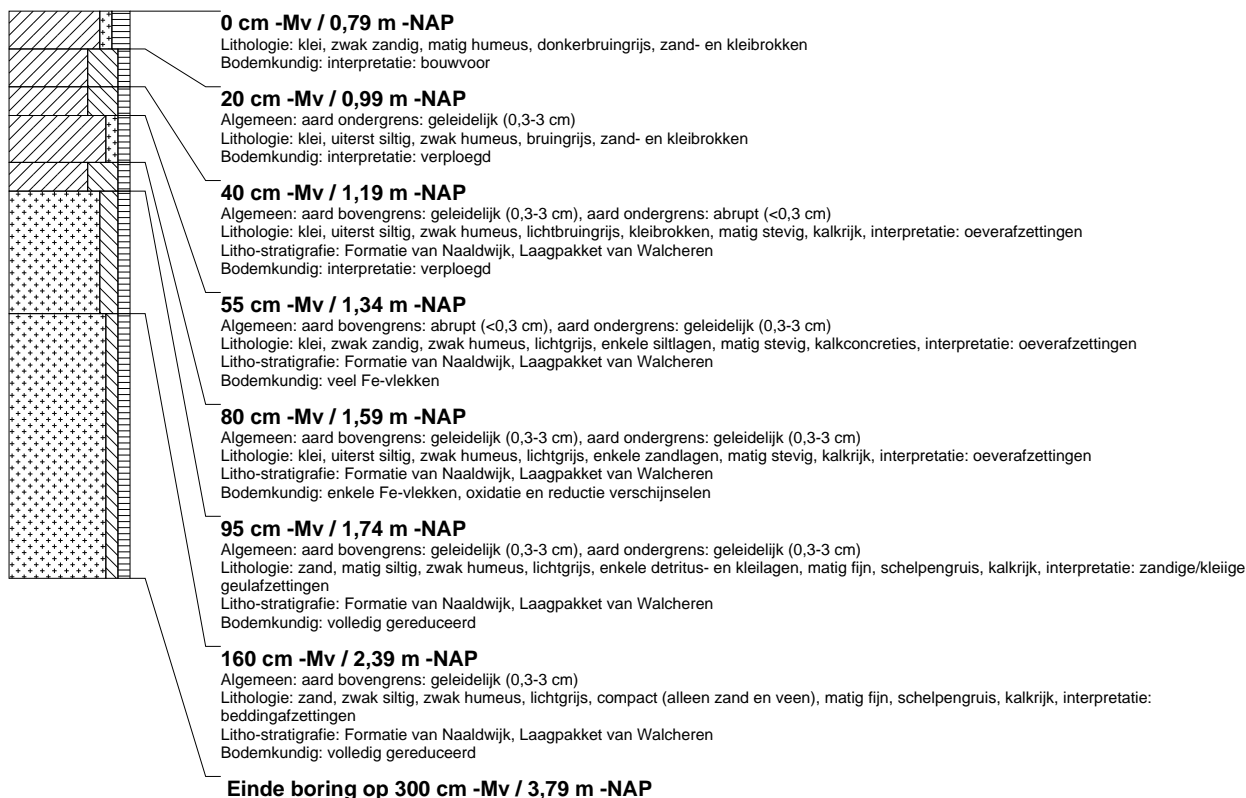 0 cm -Mv / 0,79 m -NAP
Lithologie: klei, zwak zandig, matig humeus, donkerbruingrijs, zand- en kleibrokken
Bodemkundig: interpretatie: bouwvoor
20 cm -Mv / 0,99 m -NAP
Algemeen: aard ondergrens: geleidelijk (0,3-3 cm)
Lithologie: klei, uiterst siltig, zwak humeus, bruingrijs, zand- en kleibrokken
Bodemkundig: interpretatie: verploegd
40 cm -Mv / 1,19 m -NAP
Algemeen: aard bovengrens: geleidelijk (0,3-3 cm), aard ondergrens: abrupt (<0,3 cm)
Lithologie: klei, uiterst siltig, zwak humeus, lichtbruingrijs, kleibrokken, matig stevig, kalkrijk, interpretatie: oeverafzettingen
Litho-stratigrafie: Formatie van Naaldwijk, Laagpakket van Walcheren
Bodemkundig: interpretatie: verploegd
55 cm -Mv / 1,34 m -NAP
Algemeen: aard bovengrens: abrupt (<0,3 cm), aard ondergrens: geleidelijk (0,3-3 cm)
Lithologie: klei, zwak zandig, zwak humeus, lichtgrijs, enkele siltlagen, matig stevig, kalkconcreties, interpretatie: oeverafzettingen
Litho-stratigrafie: Formatie van Naaldwijk, Laagpakket van Walcheren
Bodemkundig: veel Fe-vlekken
80 cm -Mv / 1,59 m -NAP
Algemeen: aard bovengrens: geleidelijk (0,3-3 cm), aard ondergrens: geleidelijk (0,3-3 cm)
Lithologie: klei, uiterst siltig, zwak humeus, lichtgrijs, enkele zandlagen, matig stevig, kalkrijk, interpretatie: oeverafzettingen
Litho-stratigrafie: Formatie van Naaldwijk, Laagpakket van Walcheren
Bodemkundig: enkele Fe-vlekken, oxidatie en reductie verschijnselen
95 cm -Mv / 1,74 m -NAP
Algemeen: aard bovengrens: geleidelijk (0,3-3 cm), aard ondergrens: geleidelijk (0,3-3 cm)
Lithologie: zand, matig siltig, zwak humeus, lichtgrijs, enkele detritus- en kleilagen, matig fijn, schelpengruis, kalkrijk, interpretatie: zandige/kleiige
geulafzettingen
Litho-stratigrafie: Formatie van Naaldwijk, Laagpakket van Walcheren
Bodemkundig: volledig gereduceerd
160 cm -Mv / 2,39 m -NAP
Algemeen: aard bovengrens: geleidelijk (0,3-3 cm)
Lithologie: zand, zwak siltig, zwak humeus, lichtgrijs, compact (alleen zand en veen), matig fijn, schelpengruis, kalkrijk, interpretatie:
beddingafzettingen
Litho-stratigrafie: Formatie van Naaldwijk, Laagpakket van Walcheren
Bodemkundig: volledig gereduceerd
Einde boring op 300 cm -Mv / 3,79 m -NAP